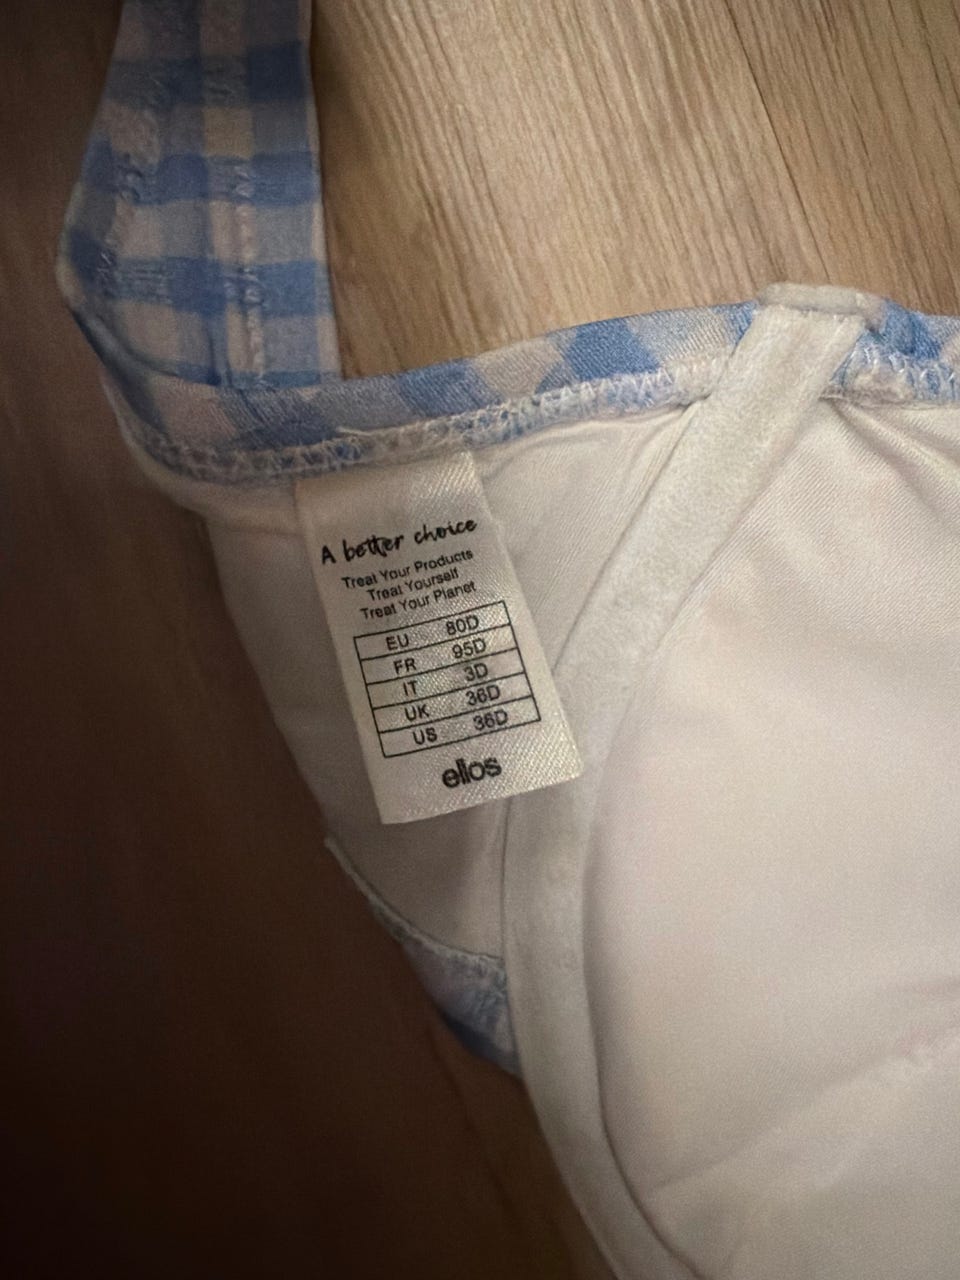 A better choice
Treat Your Products
Treat Yourself
Treat Your Planet
EU 80D
FR 95D
IT 3D
UK 36D
US 36D
ellos